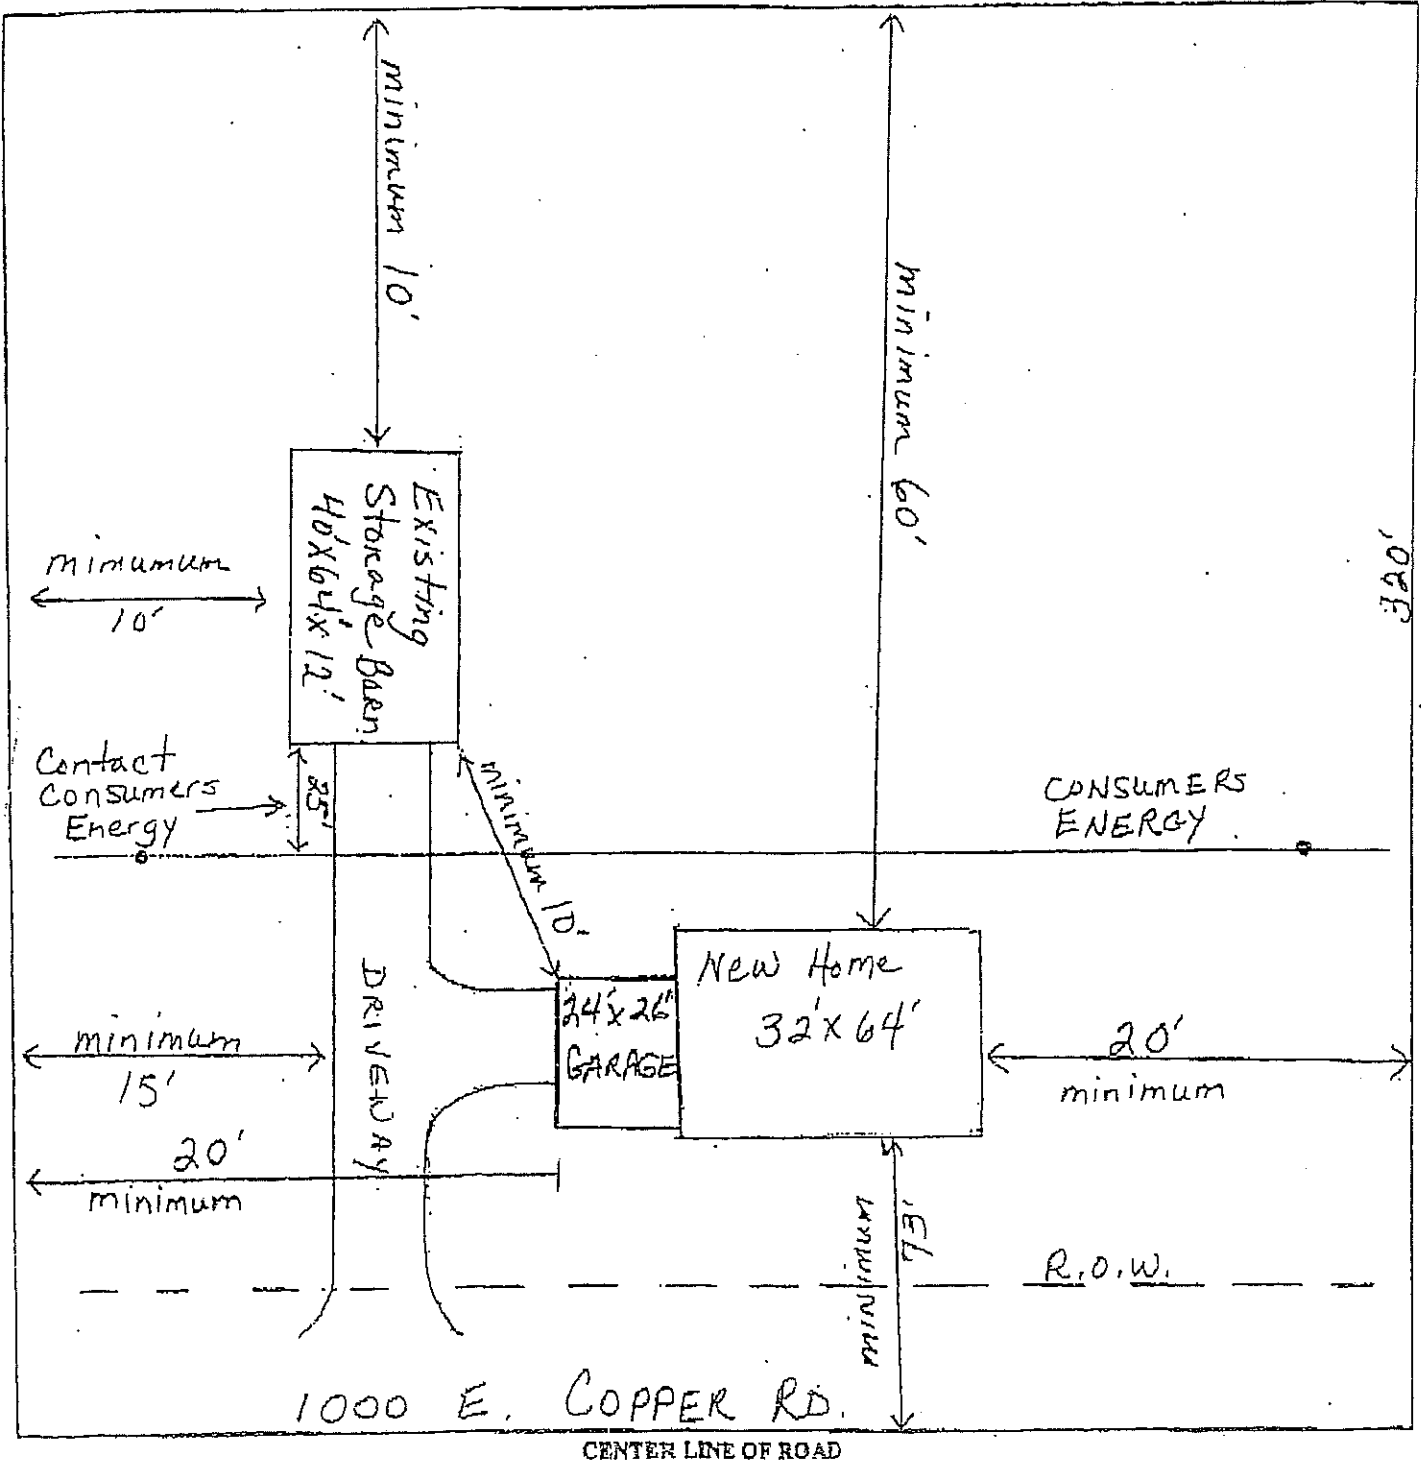 minimum 10'
minimum 60'
320'
Existing
Storage Barn
40'X64'X12'
minumum
10'
Contact
Consumers
Energy
25'
minimum 10
CONSUMERS
ENERGY
New Home
32'X64'
24'x26'
GARAGE
DRIVEWAY
minimum
15'
20'
minimum
20'
minimum
73'
minimum
R.O.W.
1000 E. COPPER RD.
CENTER LINE OF ROAD